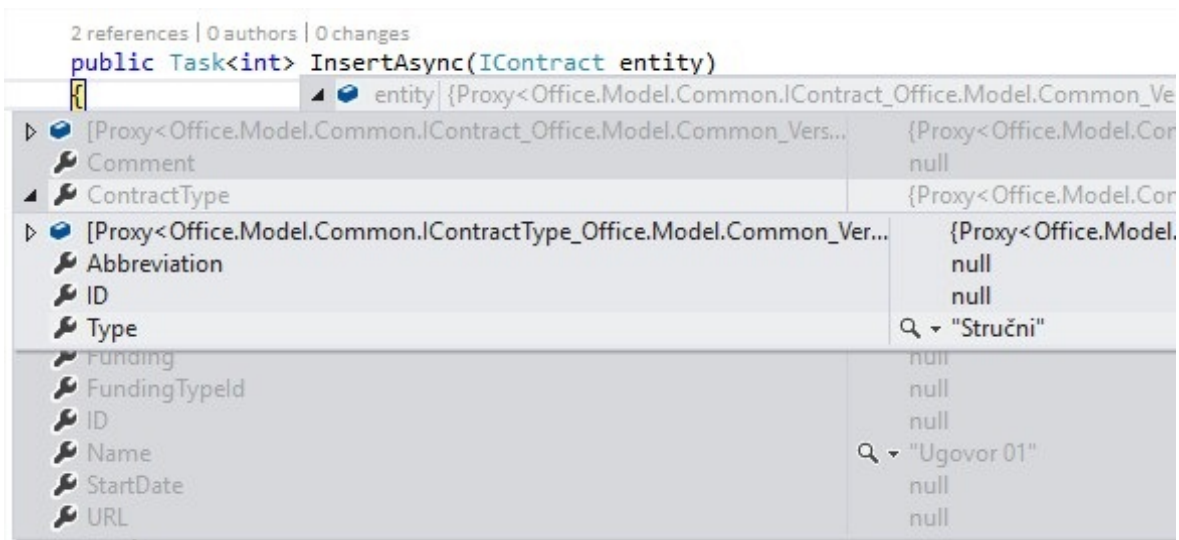 2 references | 0 authors | 0 changes
public Task<int> InsertAsync(IContract entity)
{ entity {Proxy<Office.Model.Common.IContract_Office.Model.Common_Ve
[Proxy<Office.Model.Common.IContract_Office.Model.Common_Vers... {Proxy<Office.Model.Cor
Comment null
ContractType {Proxy<Office.Model.Cor
[Proxy<Office.Model.Common.IContractType_Office.Model.Common_Ver... {Proxy<Office.Model.
Abbreviation null
ID null
Type "Stručni"
Funding null
FundingTypeId null
ID null
Name "Ugovor 01"
StartDate null
URL null